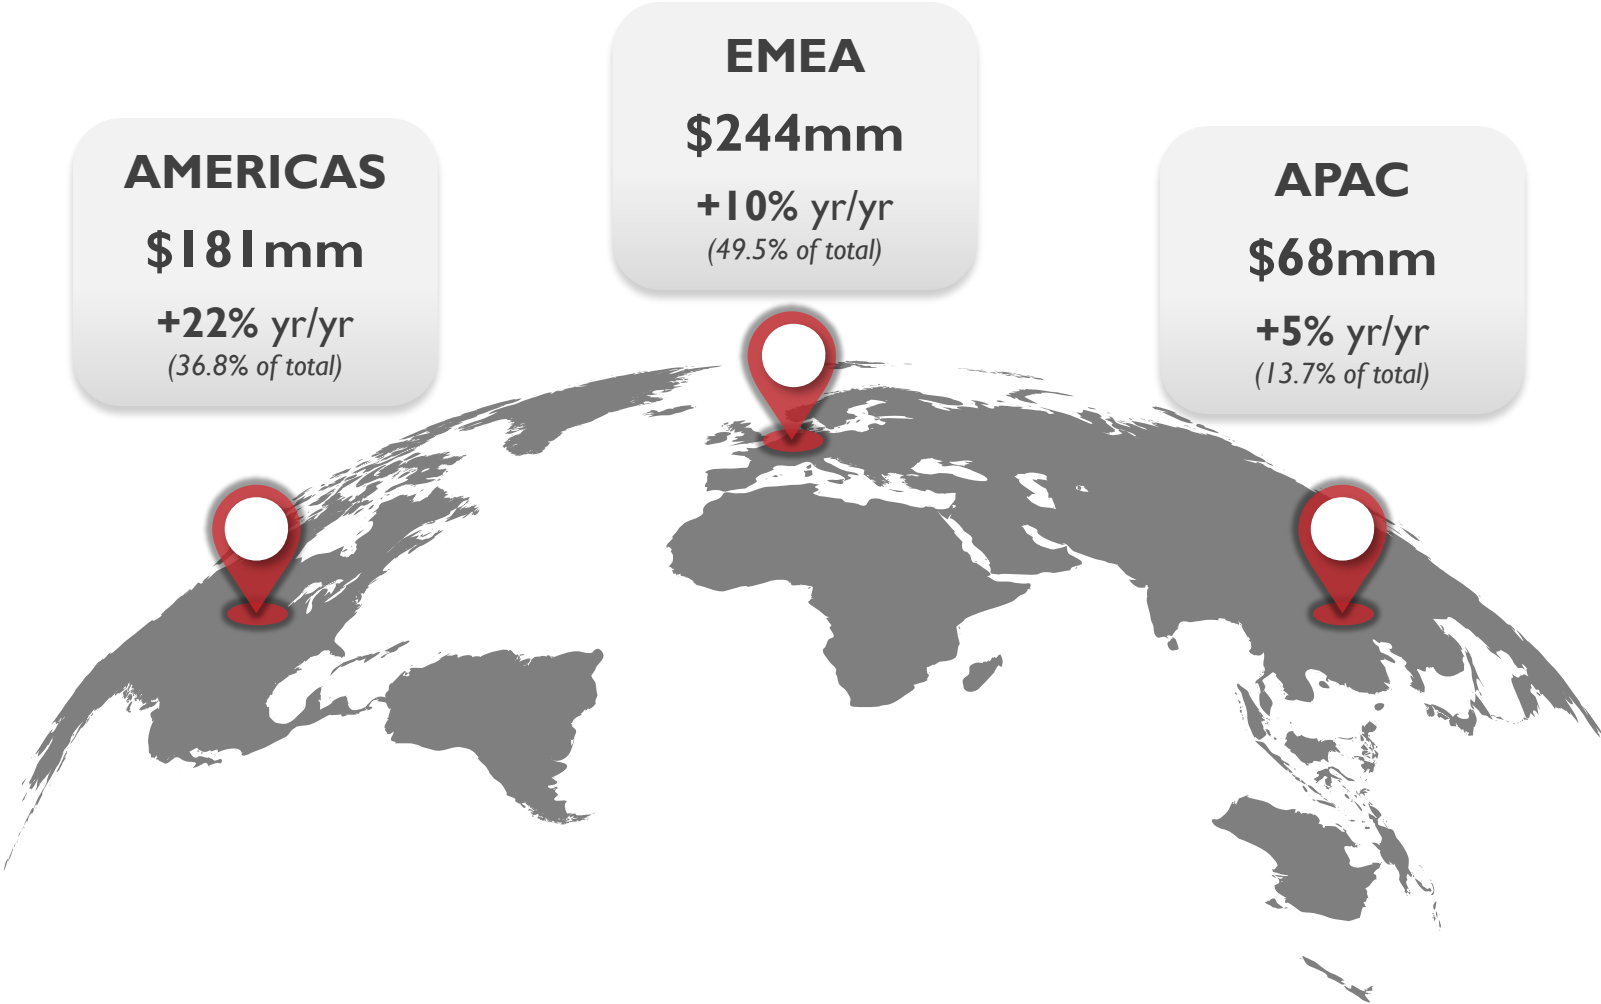 AMERICAS
$181mm
+22% yr/yr
(36.8% of total)
EMEA
$244mm
+10% yr/yr
(49.5% of total)
APAC
$68mm
+5% yr/yr
(13.7% of total)